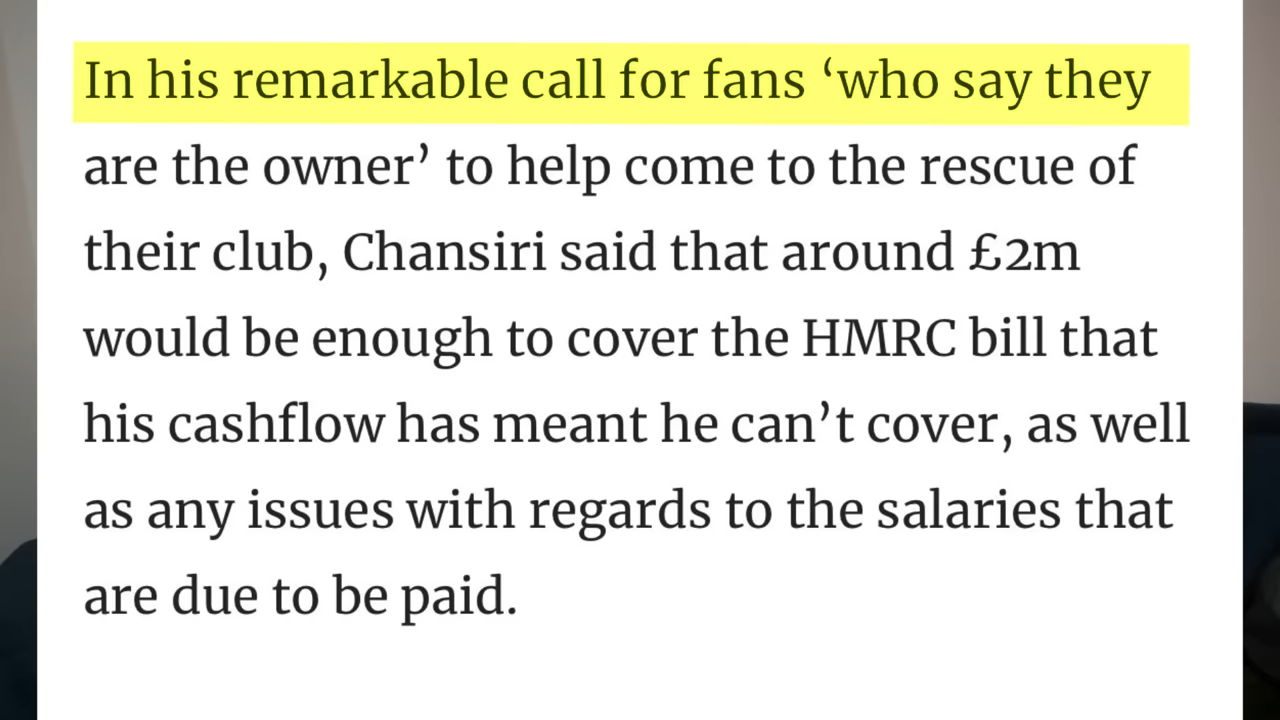 In his remarkable call for fans ‘who say they
are the owner’ to help come to the rescue of
their club, Chansiri said that around £2m
would be enough to cover the HMRC bill that
his cashflow has meant he can’t cover, as well
as any issues with regards to the salaries that
are due to be paid.